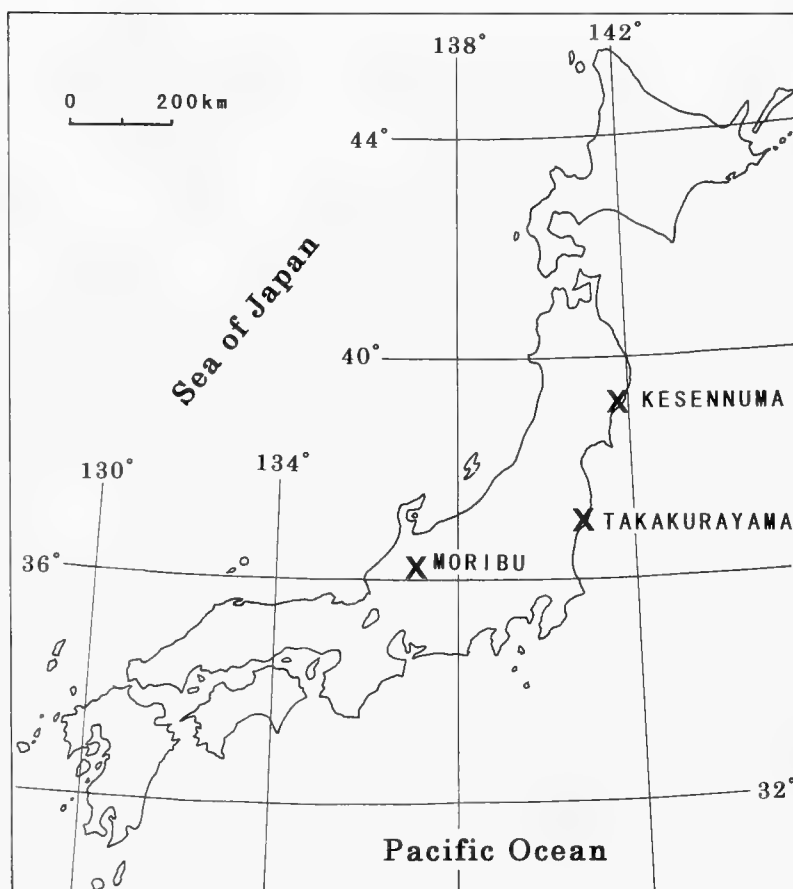 142°
138°
0 200km
44°
Sea of Japan
40°
KESENNUMA
130°
134°
TAKAKURAYAMA
36°
MORIBU
32°
Pacific Ocean